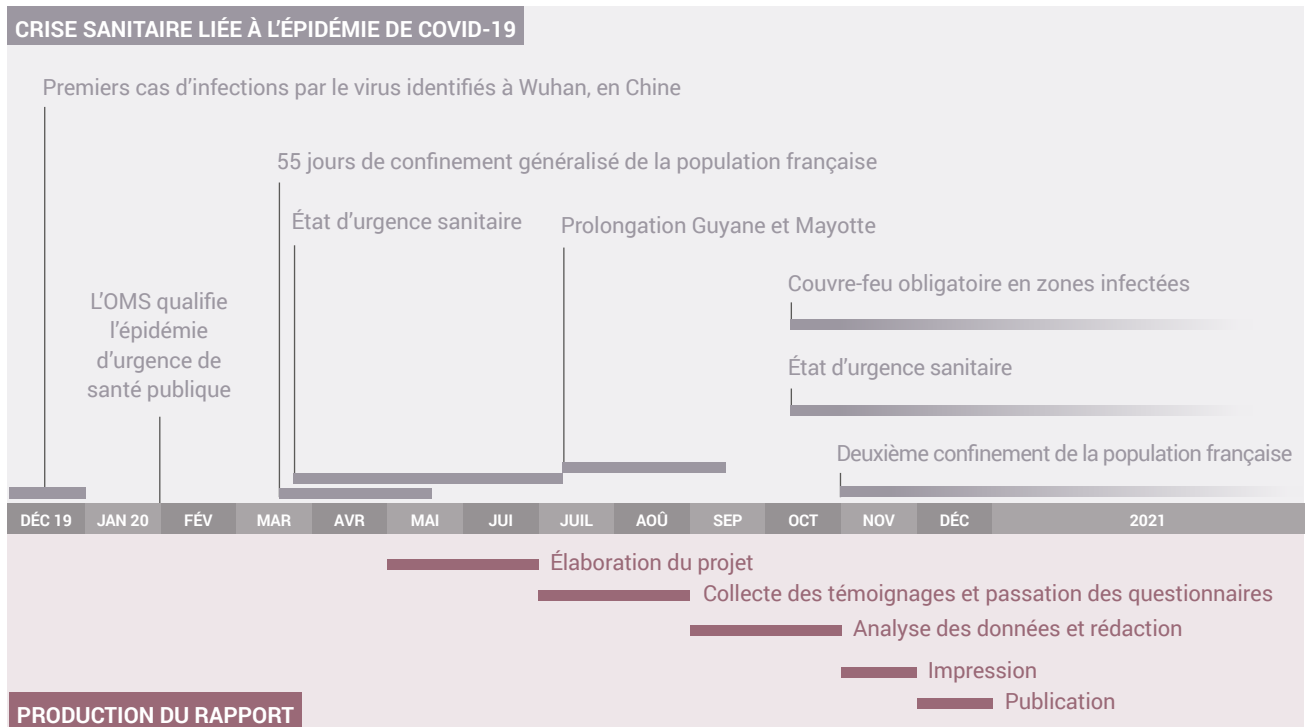 CRISE SANITAIRE LIÉE À L'ÉPIDÉMIE DE COVID-19
Premiers cas d'infections par le virus identifiés à Wuhan, en Chine
55 jours de confinement généralisé de la population française
État d'urgence sanitaire
Prolongation Guyane et Mayotte
Couvre-feu obligatoire en zones infectées
L'OMS qualifie
l'épidémie
d'urgence de
santé publique
État d'urgence sanitaire
Deuxième confinement de la population française
DÉC 19 JAN 20 FÉV MAR AVR MAI JUI JUIL AOÛ SEP OCT NOV DÉC 2021
Élaboration du projet
Collecte des témoignages et passation des questionnaires
Analyse des données et rédaction
Impression
Publication
PRODUCTION DU RAPPORT